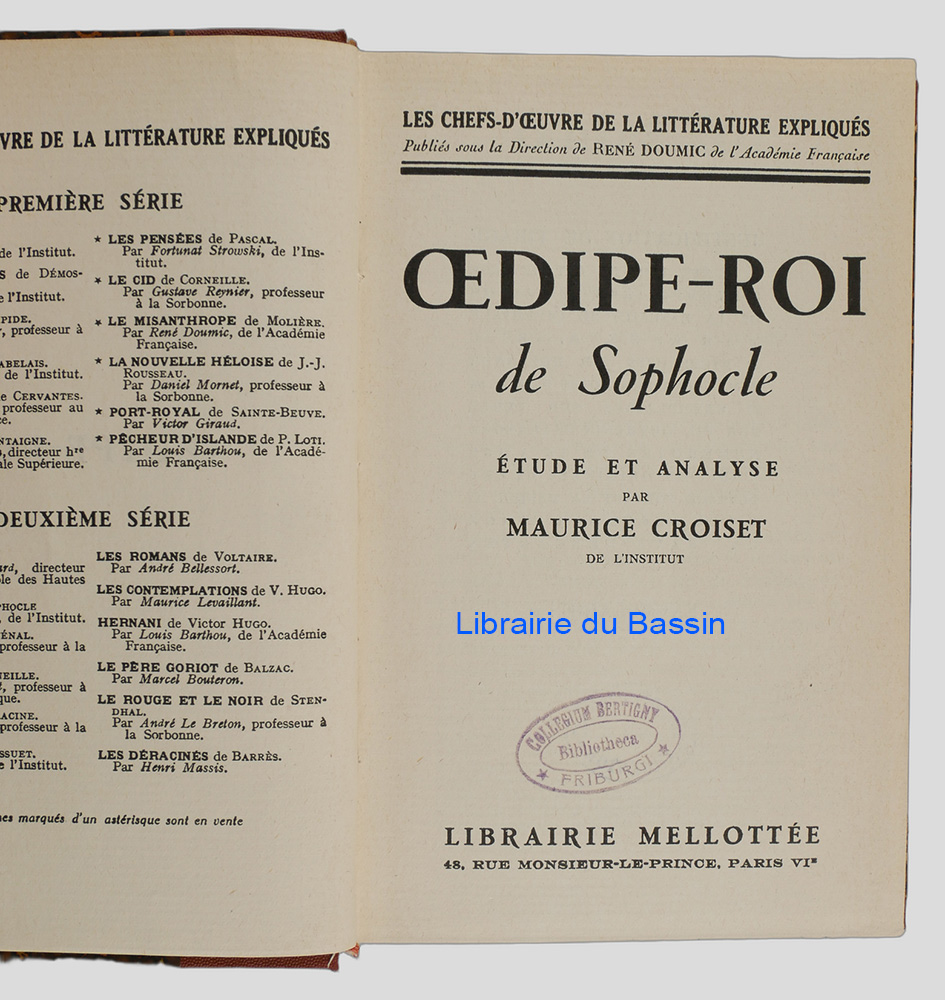 VRE DE LA LITTÉRATURE EXPLIQUÉS
PREMIÈRE SÉRIE
de l'Institut.
S de DÉMOS-
e l'Institut.
PIDE.
, professeur à
ABELAIS.
de l'Institut.
e CERVANTES.
professeur au
ce.
NTAIGNE.
, directeur hre
ale Supérieure.
★ LES PENSÉES de PASCAL.
Par Fortunat Strowski, de l'Ins-
titut.
★ LE CID de CORNEILLE.
Par Gustave Reynier, professeur
à la Sorbonne.
★ LE MISANTHROPE de MOLIÈRE.
Par René Doumic, de l'Académie
Française.
★ LA NOUVELLE HÉLOISE de J.-J.
ROUSSEAU.
Par Daniel Mornet, professeur à
la Sorbonne.
★ PORT-ROYAL de SAINTE-BEUVE.
Par Victor Giraud.
★ PÊCHEUR D'ISLANDE de P. LOTI.
Par Louis Barthou, de l'Acadé-
mie Française.
DEUXIÈME SÉRIE
ard, directeur
ole des Hautes
PHOCLE
, de l'Institut.
ÉNAL.
professeur à la
NEILLE.
, professeur à
que.
ACINE.
professeur à la
SSUET.
e l'Institut.
LES ROMANS de VOLTAIRE.
Par André Bellessort.
LES CONTEMPLATIONS de V. HUGO.
Par Maurice Levaillant.
HERNANI de Victor HUGO.
Par Louis Barthou, de l'Académie
Française.
LE PÈRE GORIOT de BALZAC.
Par Marcel Bouteron.
LE ROUGE ET LE NOIR de STEN-
DHAL.
Par André Le Breton, professeur à
la Sorbonne.
LES DÉRACINÉS de BARRÈS.
Par Henri Massis.
es marqués d'un astérisque sont en vente
LES CHEFS-D'ŒUVRE DE LA LITTÉRATURE EXPLIQUÉS
Publiés sous la Direction de RENÉ DOUMIC de l'Académie Française
ŒDIPE-ROI
de Sophocle
ÉTUDE ET ANALYSE
PAR
MAURICE CROISET
DE L'INSTITUT
Librairie du Bassin
COLLEGIUM BERTIGNY
Bibliotheca
★ FRIBURGI ★
LIBRAIRIE MELLOTTÉE
48, RUE MONSIEUR-LE-PRINCE, PARIS VIe